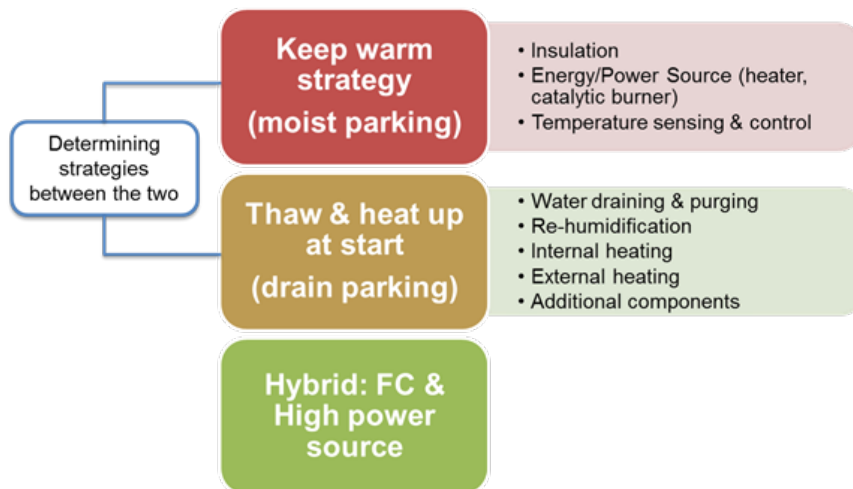 Determining
strategies
between the two
Keep warm
strategy
(moist parking)
• Insulation
• Energy/Power Source (heater,
catalytic burner)
• Temperature sensing & control
Thaw & heat up
at start
(drain parking)
• Water draining & purging
• Re-humidification
• Internal heating
• External heating
• Additional components
Hybrid: FC &
High power
source